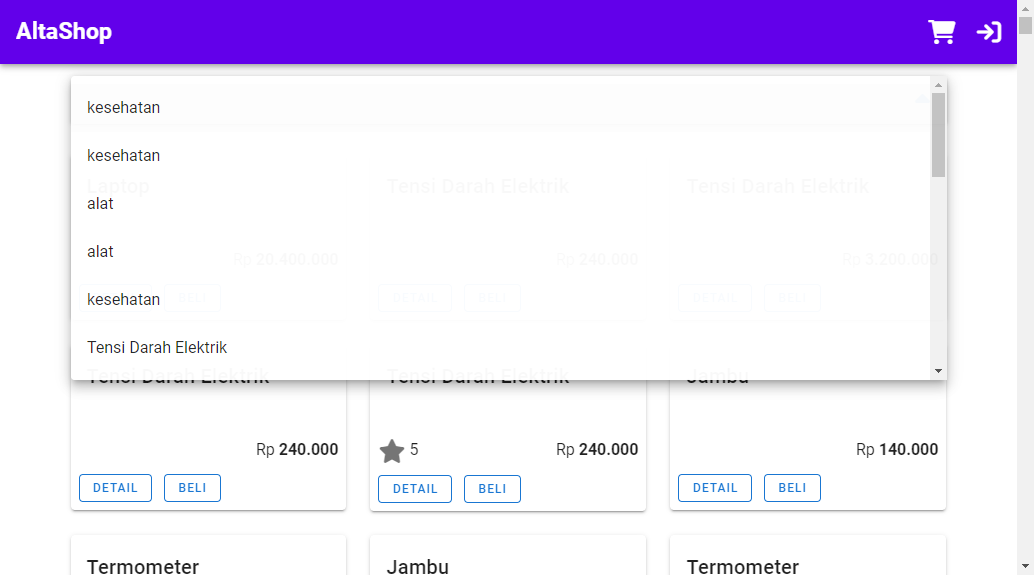 AltaShop
kesehatan
kesehatan
Laptop Tensi Darah Elektrik Tensi Darah Elektrik
alat
alat
Rp 20.400.000 Rp 240.000 Rp 3.200.000
kesehatan BELI DETAIL BELI DETAIL BELI
Tensi Darah Elektrik
Tensi Darah Elektrik Tensi Darah Elektrik Jambu
Rp 240.000 5 Rp 240.000 Rp 140.000
DETAIL BELI DETAIL BELI DETAIL BELI
Termometer Jambu Termometer